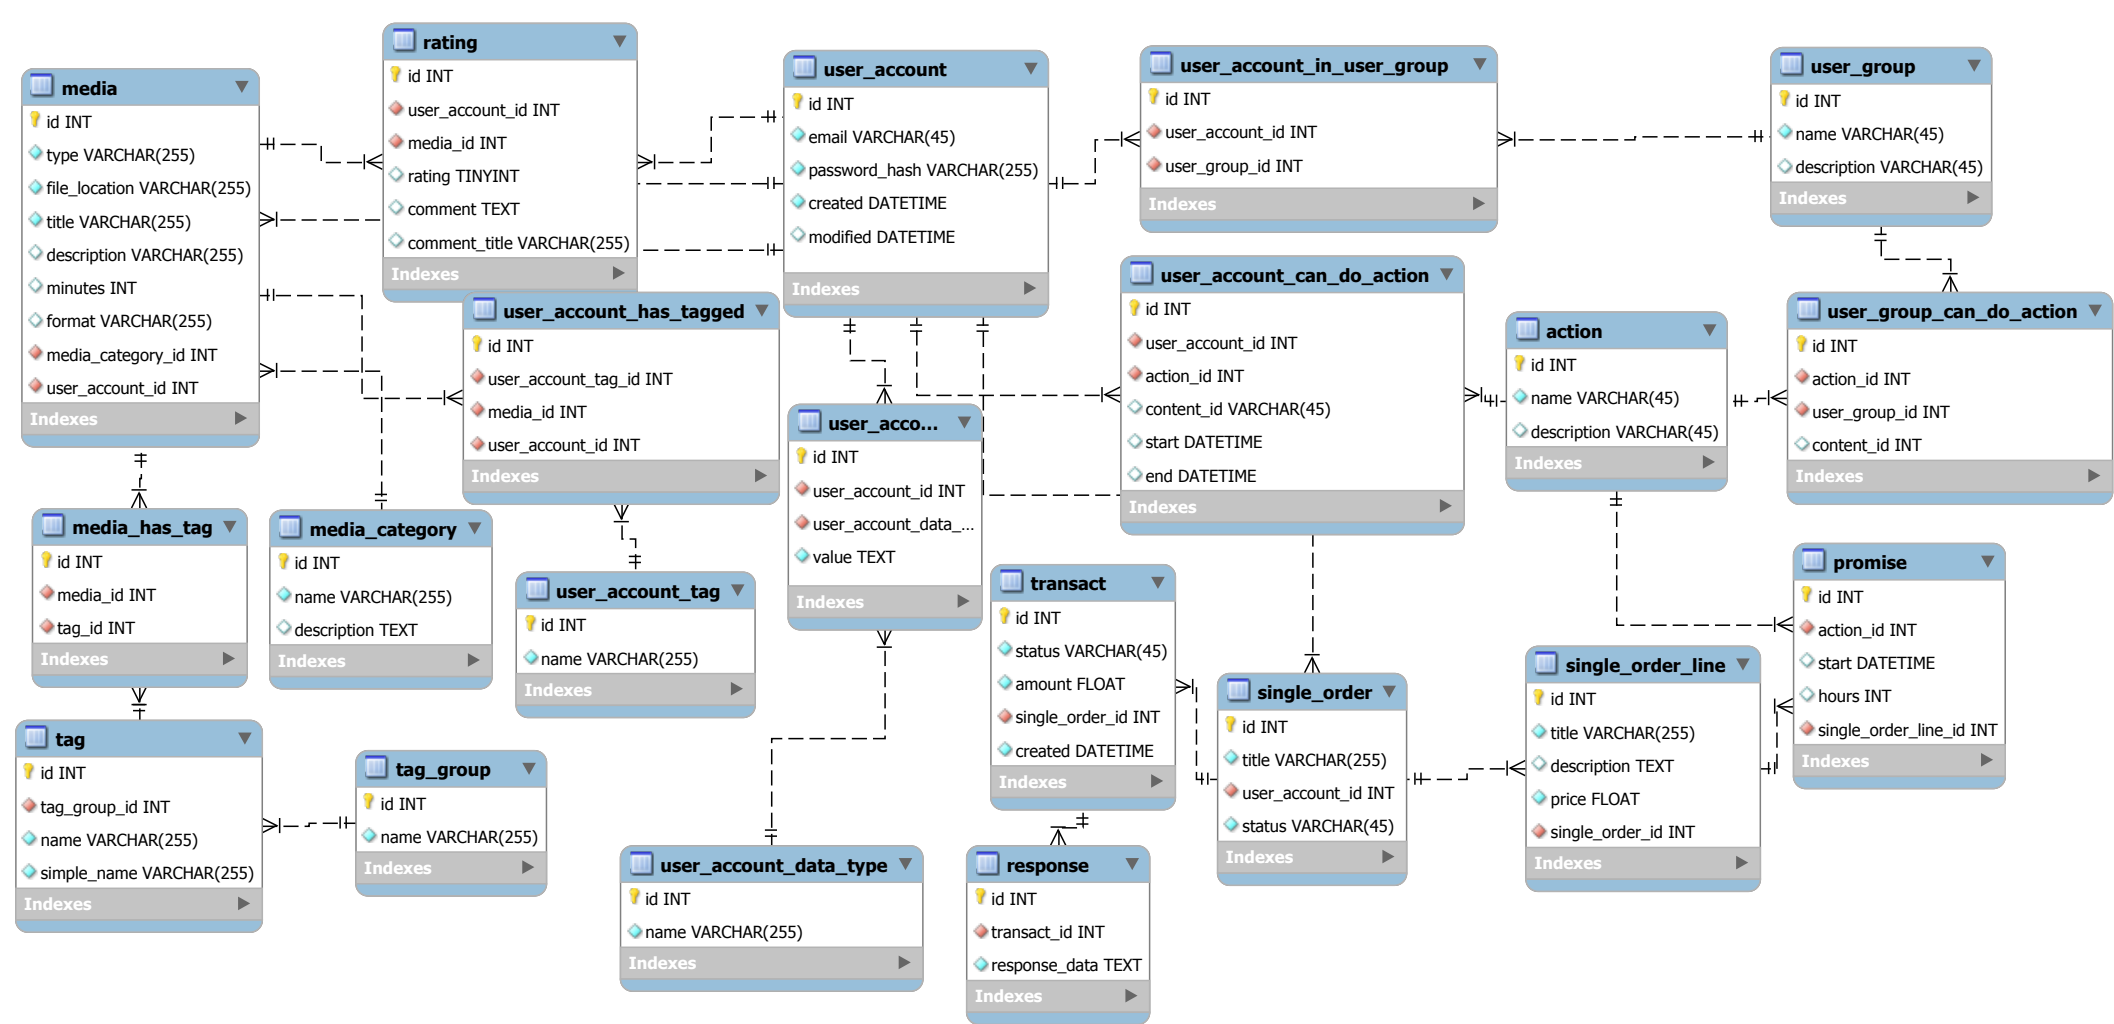 rating
id INT
user_account_id INT
media_id INT
rating TINYINT
comment TEXT
comment_title VARCHAR(255)
Indexes
media
id INT
type VARCHAR(255)
file_location VARCHAR(255)
title VARCHAR(255)
description VARCHAR(255)
minutes INT
format VARCHAR(255)
media_category_id INT
user_account_id INT
Indexes
user_account
id INT
email VARCHAR(45)
password_hash VARCHAR(255)
created DATETIME
modified DATETIME
Indexes
user_account_in_user_group
id INT
user_account_id INT
user_group_id INT
Indexes
user_group
id INT
name VARCHAR(45)
description VARCHAR(45)
Indexes
user_account_has_tagged
id INT
user_account_tag_id INT
media_id INT
user_account_id INT
Indexes
user_account_can_do_action
id INT
user_account_id INT
action_id INT
content_id VARCHAR(45)
start DATETIME
end DATETIME
Indexes
action
id INT
name VARCHAR(45)
description VARCHAR(45)
Indexes
user_group_can_do_action
id INT
action_id INT
user_group_id INT
content_id INT
Indexes
user_acco...
id INT
user_account_id INT
user_account_data_...
value TEXT
Indexes
media_has_tag
id INT
media_id INT
tag_id INT
Indexes
media_category
id INT
name VARCHAR(255)
description TEXT
Indexes
user_account_tag
id INT
name VARCHAR(255)
Indexes
transact
id INT
status VARCHAR(45)
amount FLOAT
single_order_id INT
created DATETIME
Indexes
promise
id INT
action_id INT
start DATETIME
hours INT
single_order_line_id INT
Indexes
single_order
id INT
title VARCHAR(255)
user_account_id INT
status VARCHAR(45)
Indexes
single_order_line
id INT
title VARCHAR(255)
description TEXT
price FLOAT
single_order_id INT
Indexes
tag
id INT
tag_group_id INT
name VARCHAR(255)
simple_name VARCHAR(255)
Indexes
tag_group
id INT
name VARCHAR(255)
Indexes
user_account_data_type
id INT
name VARCHAR(255)
Indexes
response
id INT
transact_id INT
response_data TEXT
Indexes